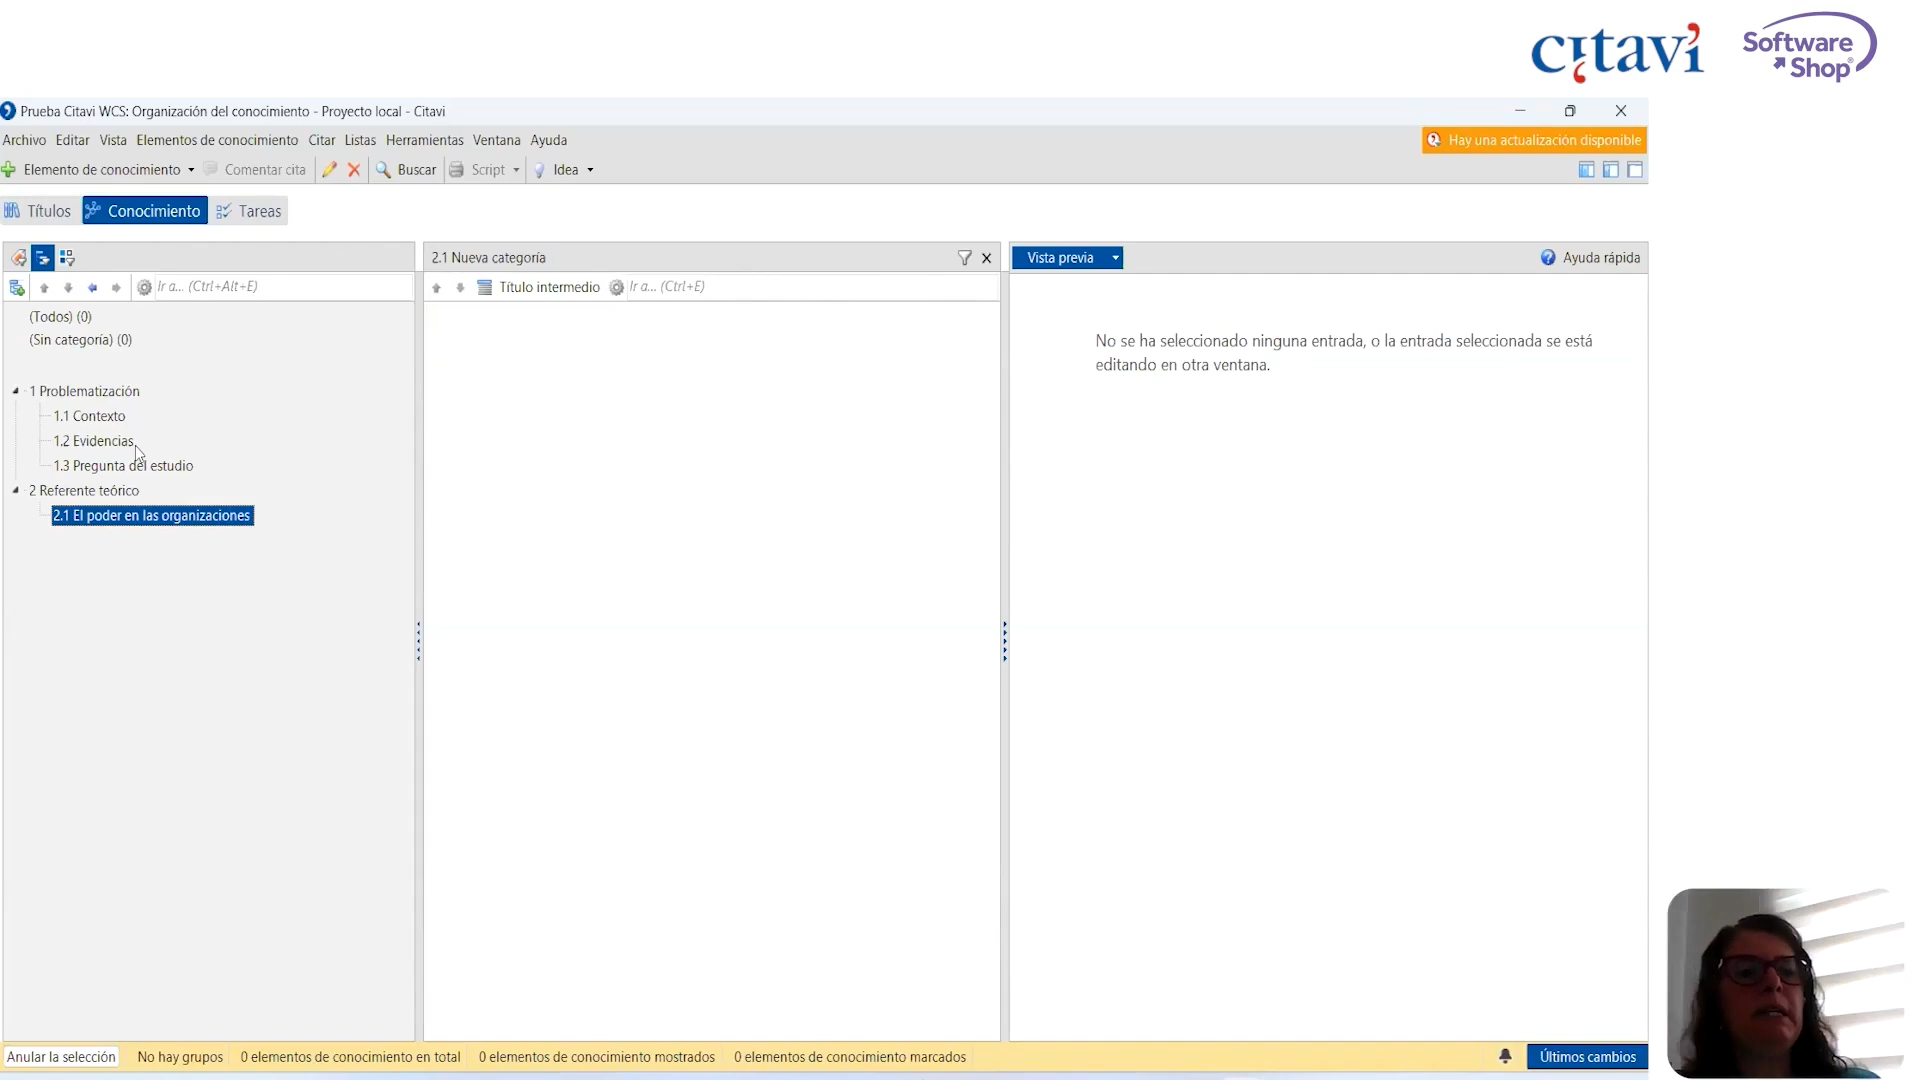 citavi
Software Shop®
Prueba Citavi WCS: Organización del conocimiento - Proyecto local - Citavi
Archivo Editar Vista Elementos de conocimiento Citar Listas Herramientas Ventana Ayuda
Hay una actualización disponible
Elemento de conocimiento Comentar cita Buscar Script Idea
Títulos Conocimiento Tareas
2.1 Nueva categoría
Vista previa
Ayuda rápida
Ir a... (Ctrl+Alt+E)
Título intermedio Ir a... (Ctrl+E)
(Todos) (0)
(Sin categoría) (0)
1 Problematización
1.1 Contexto
1.2 Evidencias
1.3 Pregunta del estudio
2 Referente teórico
2.1 El poder en las organizaciones
No se ha seleccionado ninguna entrada, o la entrada seleccionada se está
editando en otra ventana.
Anular la selección No hay grupos 0 elementos de conocimiento en total 0 elementos de conocimiento mostrados 0 elementos de conocimiento marcados
Últimos cambios